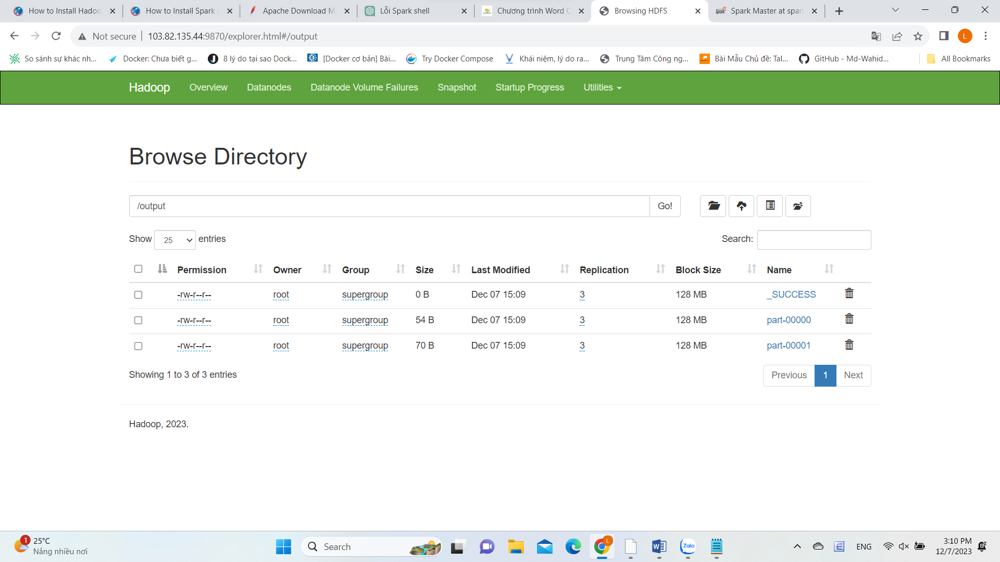 How to Install Hadoo
How to Install Spark
Apache Download Mi
Lỗi Spark shell
Chương trình Word C
Browsing HDFS
Spark Master at spar
Not secure
103.82.135.44:9870/explorer.html#/output
L
So sánh sự khác nh...
Docker: Chưa biết g...
8 lý do tại sao Dock...
[Docker cơ bản] Bài...
Try Docker Compose
Khái niệm, lý do ra...
Trung Tâm Công ng...
Bài Mẫu Chủ đề: Tal...
GitHub - Md-Wahid...
All Bookmarks
Hadoop Overview Datanodes Datanode Volume Failures Snapshot Startup Progress Utilities
Browse Directory
/output Go!
Show 25 entries Search:
Permission Owner Group Size Last Modified Replication Block Size Name
-rw-r--r-- root supergroup 0 B Dec 07 15:09 3 128 MB _SUCCESS
-rw-r--r-- root supergroup 54 B Dec 07 15:09 3 128 MB part-00000
-rw-r--r-- root supergroup 70 B Dec 07 15:09 3 128 MB part-00001
Showing 1 to 3 of 3 entries Previous 1 Next
Hadoop, 2023.
1
25°C
Nắng nhiều nơi
Search
L
Zalo
ENG
3:10 PM
12/7/2023